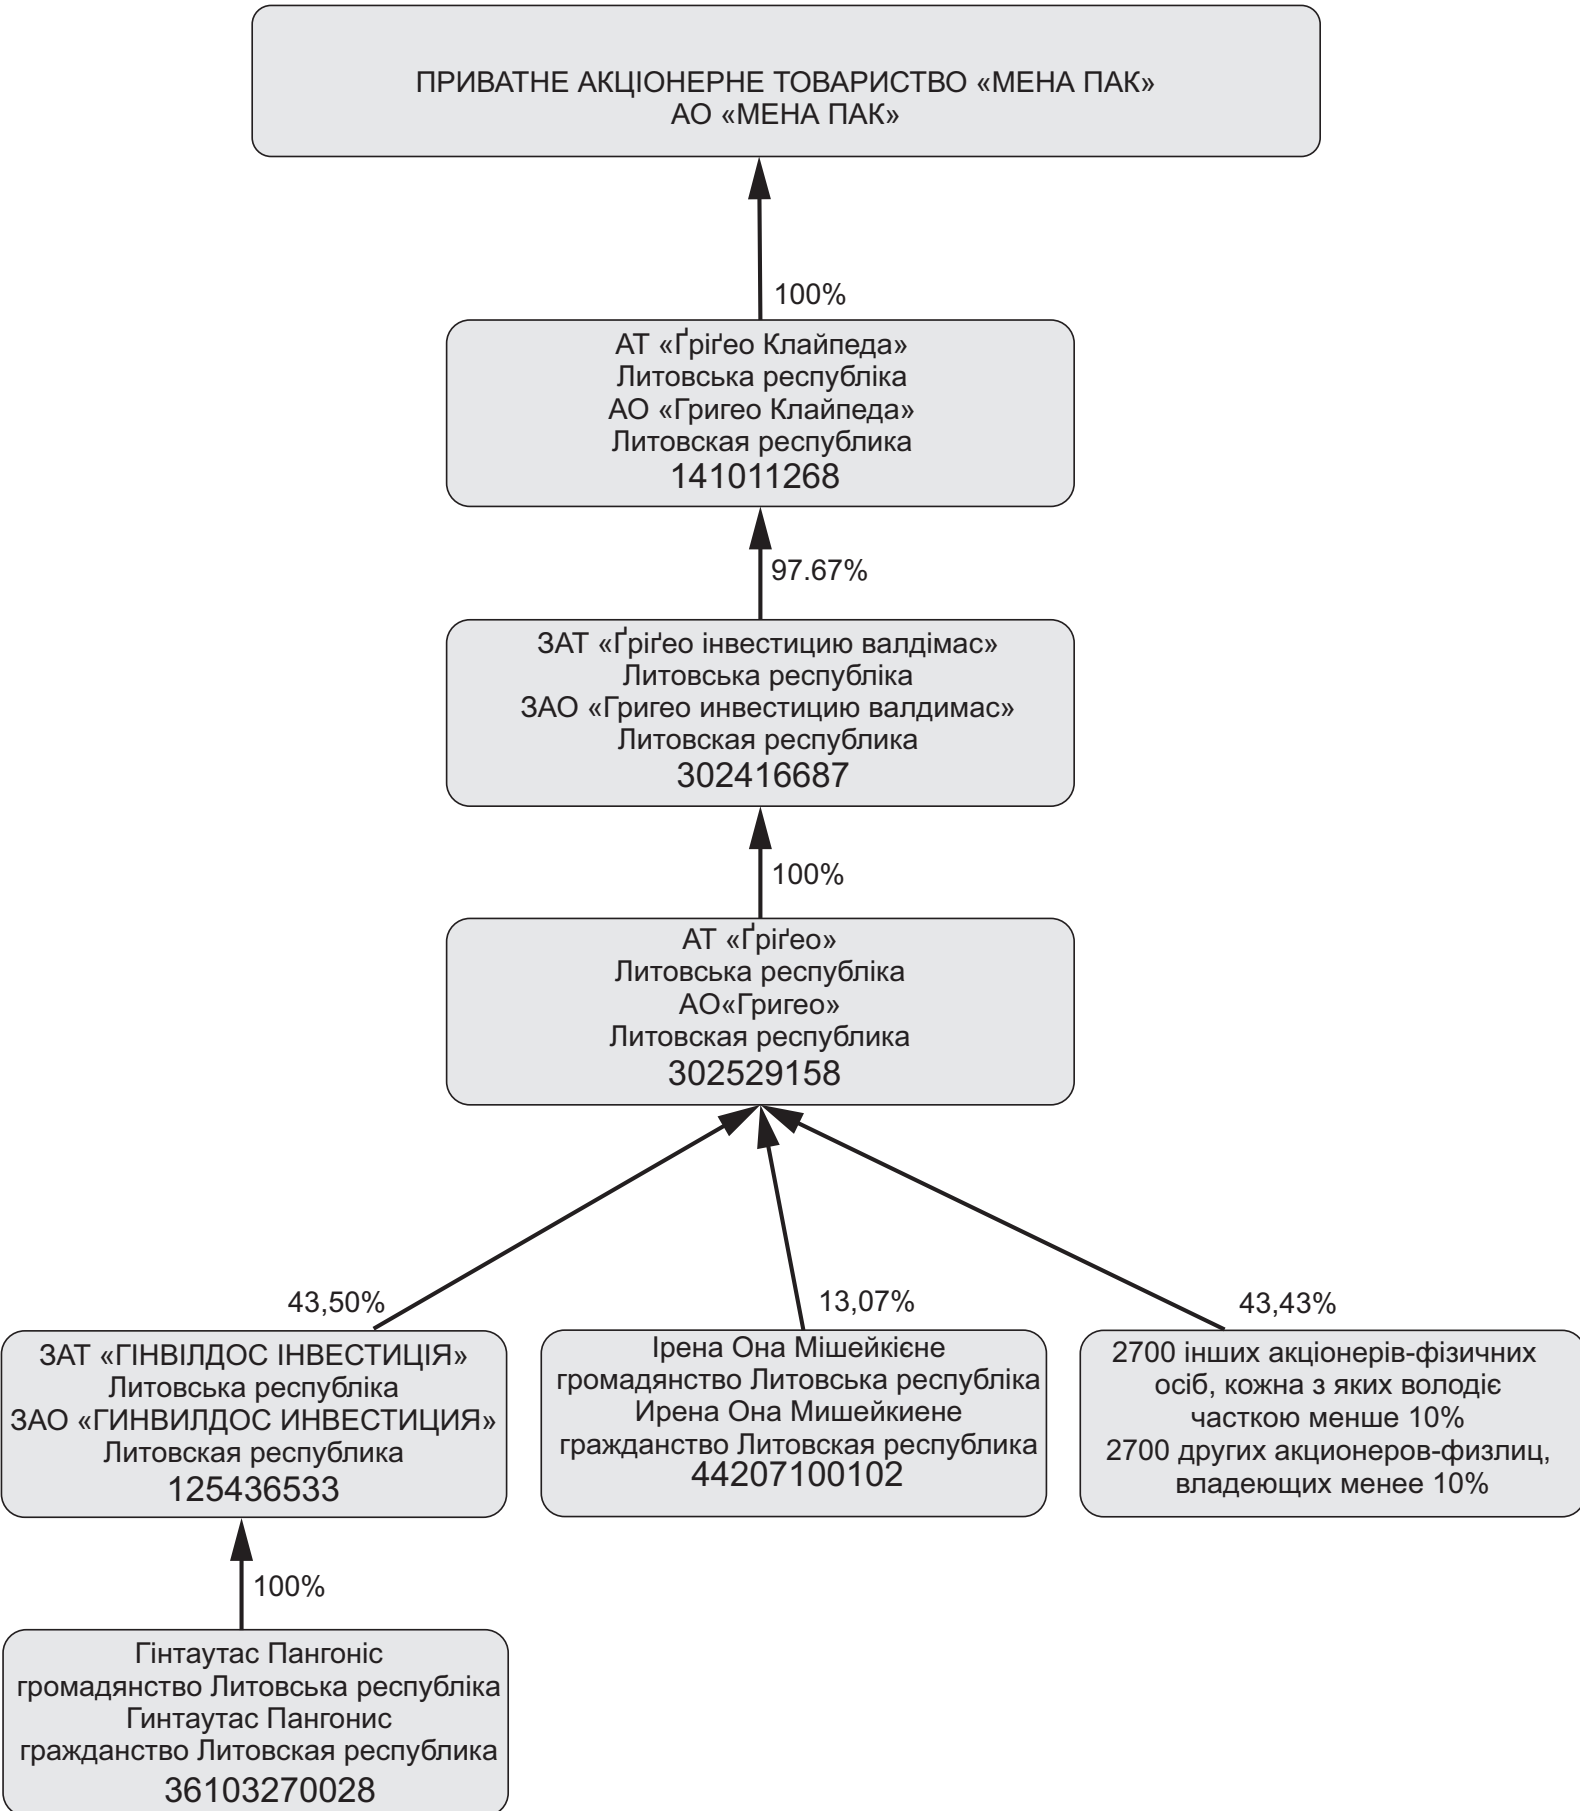 ПРИВАТНЕ АКЦІОНЕРНЕ ТОВАРИСТВО «МЕНА ПАК»
АО «МЕНА ПАК»
100%
АТ «Ґріґео Клайпеда»
Литовська республіка
АО «Григео Клайпеда»
Литовская республика
141011268
97.67%
ЗАТ «Ґріґео інвестицию валдімас»
Литовська республіка
ЗАО «Григео инвестицию валдимас»
Литовская республика
302416687
100%
АТ «Ґріґео»
Литовська республіка
АО«Григео»
Литовская республика
302529158
43,50%
13,07%
43,43%
ЗАТ «ГІНВІЛДОС ІНВЕСТИЦІЯ»
Литовська республіка
ЗАО «ГИНВИЛДОС ИНВЕСТИЦИЯ»
Литовская республика
125436533
Ірена Она Мішейкієне
громадянство Литовська республіка
Ирена Она Мишейкиене
гражданство Литовская республика
44207100102
2700 інших акціонерів-фізичних
осіб, кожна з яких володіє
часткою менше 10%
2700 других акционеров-физлиц,
владеющих менее 10%
100%
Гінтаутас Пангоніс
громадянство Литовська республіка
Гинтаутас Пангонис
гражданство Литовская республика
36103270028